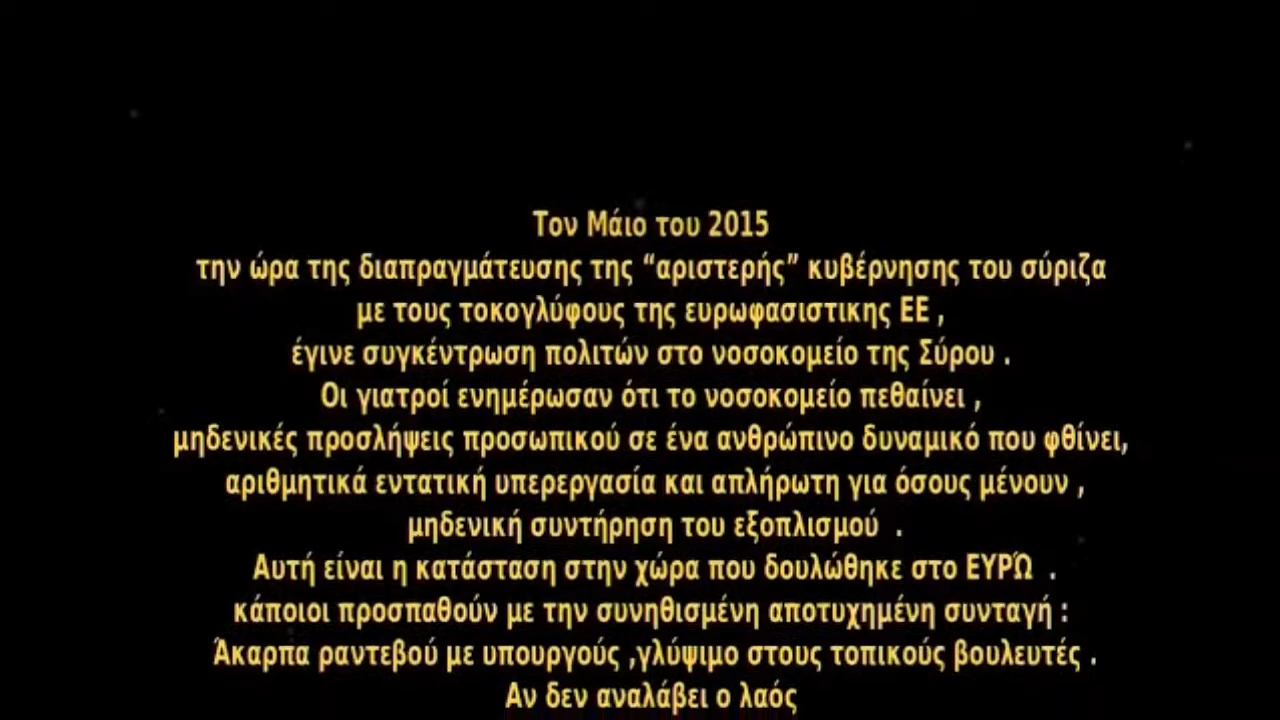 Τον Μάιο του 2015
την ώρα της διαπραγμάτευσης της “αριστερής” κυβέρνησης του σύριζα
με τους τοκογλύφους της ευρωφασιστικης ΕΕ ,
έγινε συγκέντρωση πολιτών στο νοσοκομείο της Σύρου .
Οι γιατροί ενημέρωσαν ότι το νοσοκομείο πεθαίνει ,
μηδενικές προσλήψεις προσωπικού σε ένα ανθρώπινο δυναμικό που φθίνει,
αριθμητικά εντατική υπερεργασία και απλήρωτη για όσους μένουν ,
μηδενική συντήρηση του εξοπλισμού .
Αυτή είναι η κατάσταση στην χώρα που δουλώθηκε στο ΕΥΡΏ .
κάποιοι προσπαθούν με την συνηθισμένη αποτυχημένη συνταγή :
Άκαρπα ραντεβού με υπουργούς ,γλύψιμο στους τοπικούς βουλευτές .
Αν δεν αναλάβει ο λαός